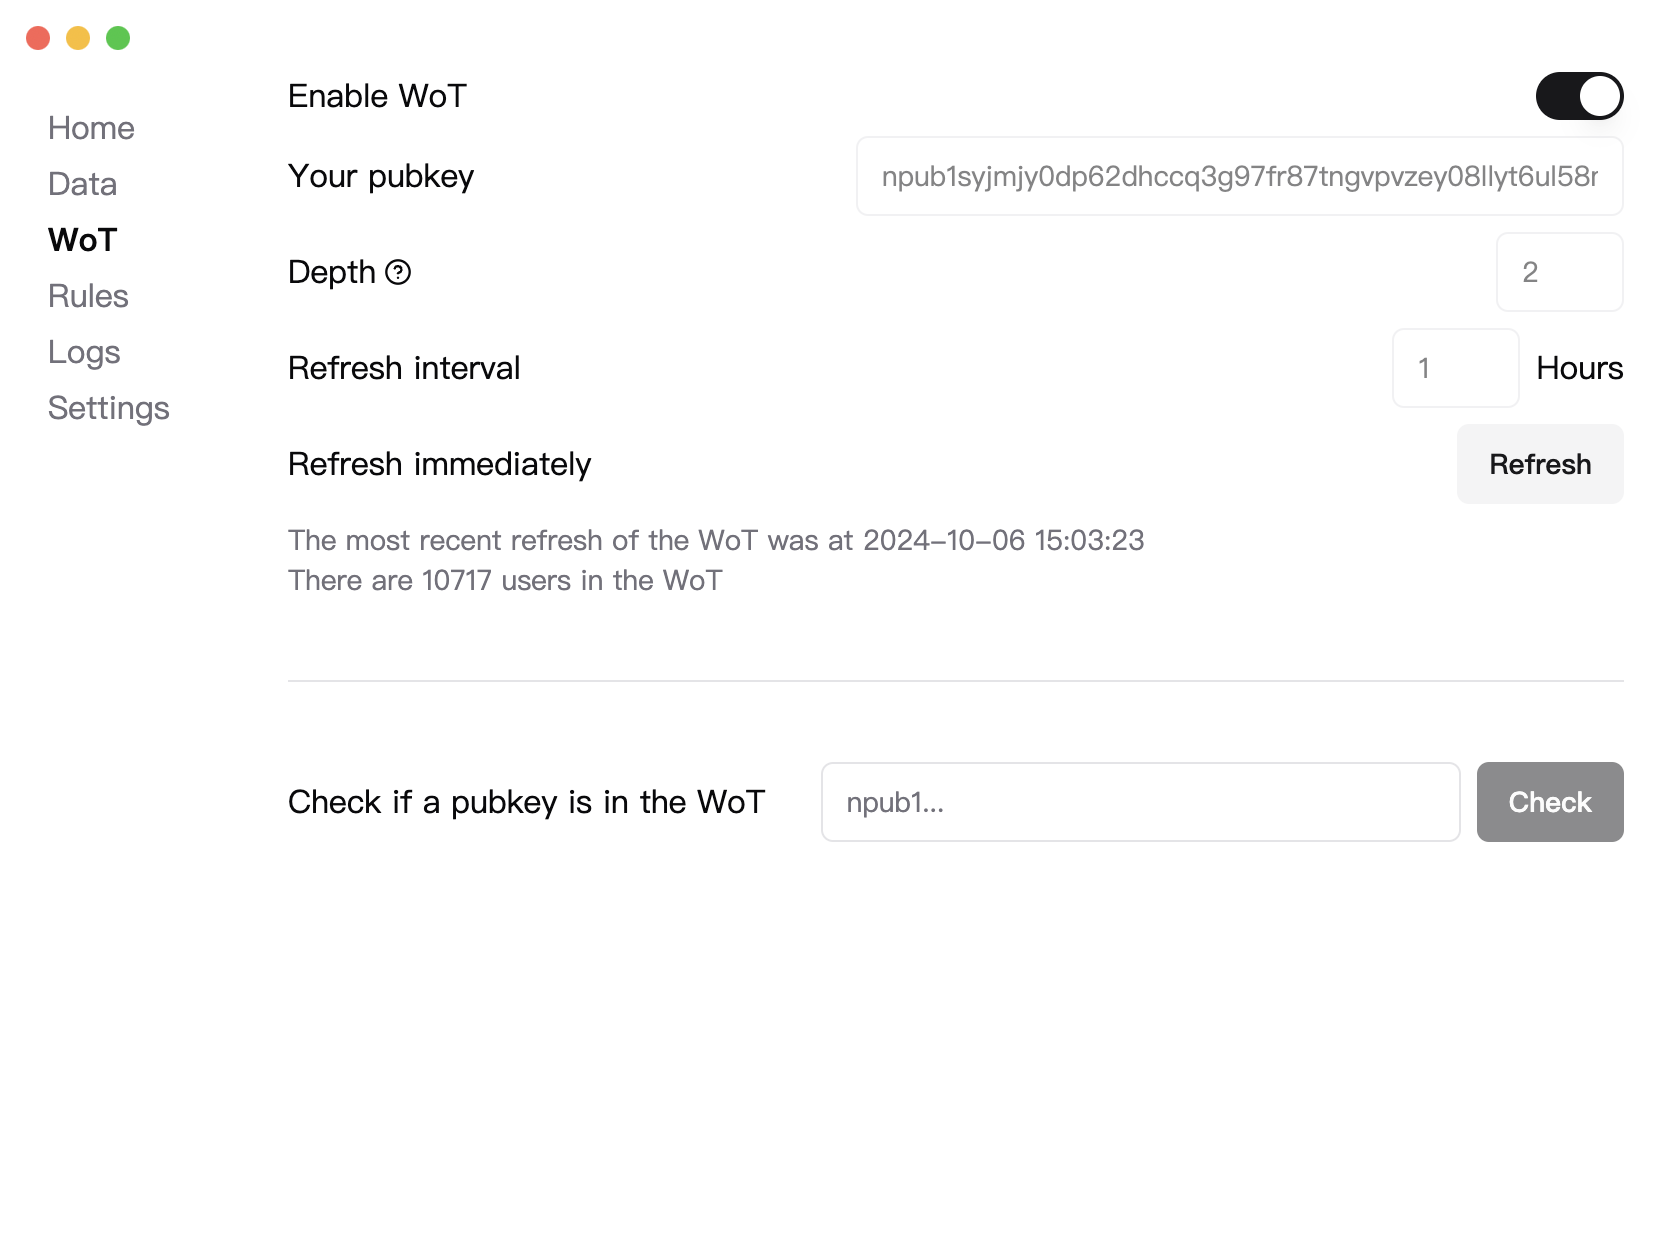 Home
Data
WoT
Rules
Logs
Settings
Enable WoT
Your pubkey
npub1syjmjy0dp62dhccq3g97fr87tngvpvzey08llyt6ul58r
Depth
2
Refresh interval
1
Hours
Refresh immediately
Refresh
The most recent refresh of the WoT was at 2024-10-06 15:03:23
There are 10717 users in the WoT
Check if a pubkey is in the WoT
npub1...
Check